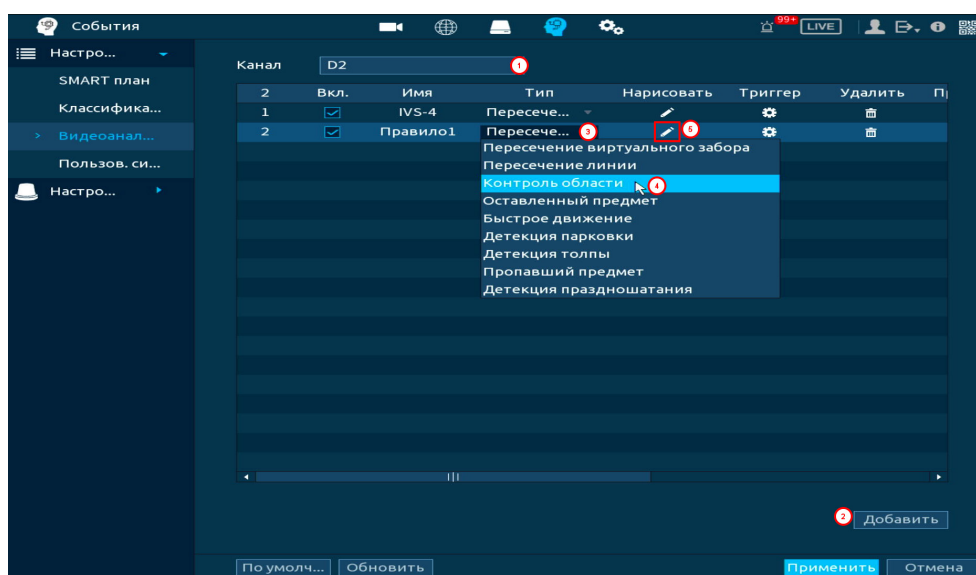 События 99+ LIVE
Настро...
SMART план
Классифика...
Видеоанал...
Пользов. си...
Настро...
Канал D2 1
2 Вкл. Имя Тип Нарисовать Триггер Удалить П
1 IVS-4 Пересече...
2 Правило1 Пересече... 3 5
Пересечение виртуального забора
Пересечение линии
Контроль области 4
Оставленный предмет
Быстрое движение
Детекция парковки
Детекция толпы
Пропавший предмет
Детекция праздношатания
2 Добавить
По умолч... Обновить Применить Отмена